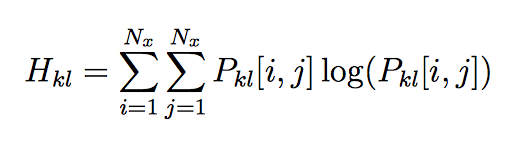 $H_{kl} = \sum_{i=1}^{N_x} \sum_{j=1}^{N_x} P_{kl}[i,j] \log(P_{kl}[i,j])$